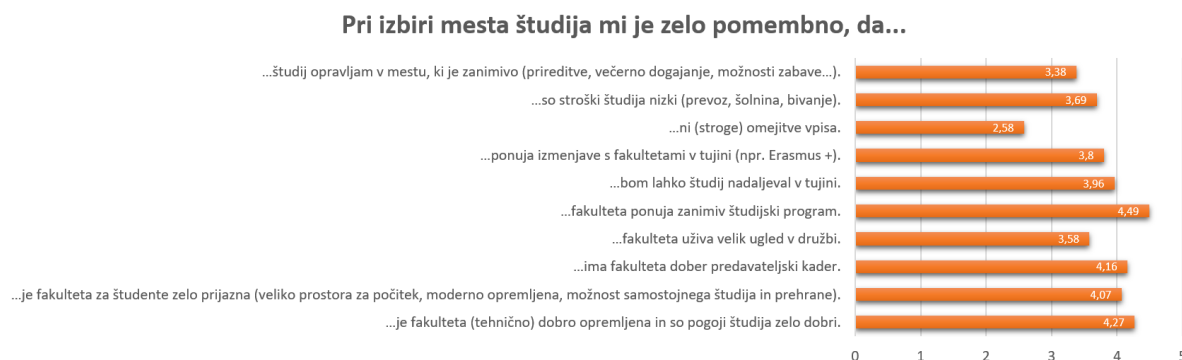 Pri izbiri mesta študija mi je zelo pomembno, da...
...študij opravljam v mestu, ki je zanimivo (prireditve, večerno dogajanje, možnosti zabave...).
3,38
...so stroški študija nizki (prevoz, šolnina, bivanje).
3,69
...ni (stroge) omejitve vpisa.
2,58
...ponuja izmenjave s fakultetami v tujini (npr. Erasmus +).
3,8
...bom lahko študij nadaljeval v tujini.
3,96
...fakulteta ponuja zanimiv študijski program.
4,49
...fakulteta uživa velik ugled v družbi.
3,58
...ima fakulteta dober predavateljski kader.
4,16
...je fakulteta za študente zelo prijazna (veliko prostora za počitek, moderno opremljena, možnost samostojnega študija in prehrane).
4,07
...je fakulteta (tehnično) dobro opremljena in so pogoji študija zelo dobri.
4,27
0 1 2 3 4 5